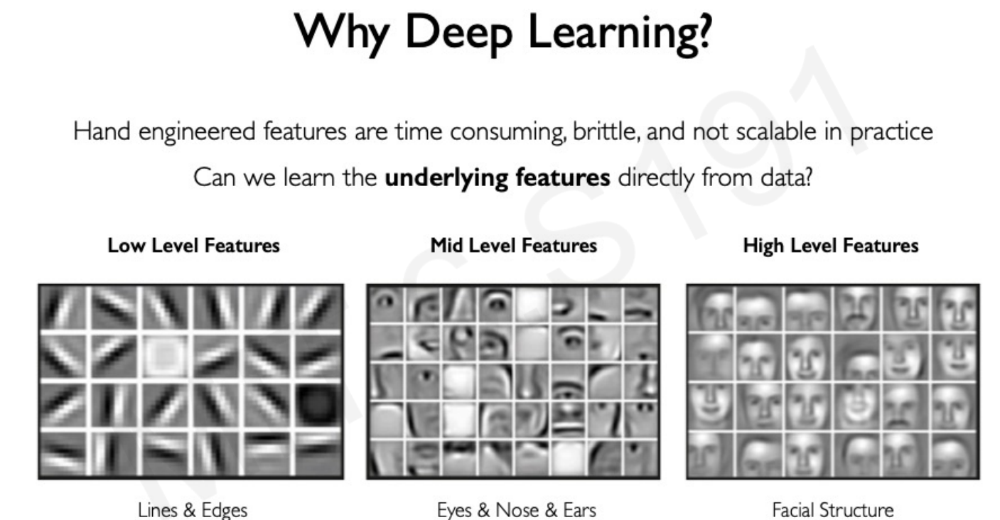 Why Deep Learning?
Hand engineered features are time consuming, brittle, and not scalable in practice
Can we learn the underlying features directly from data?
Low Level Features
Mid Level Features
High Level Features
Lines & Edges
Eyes & Nose & Ears
Facial Structure